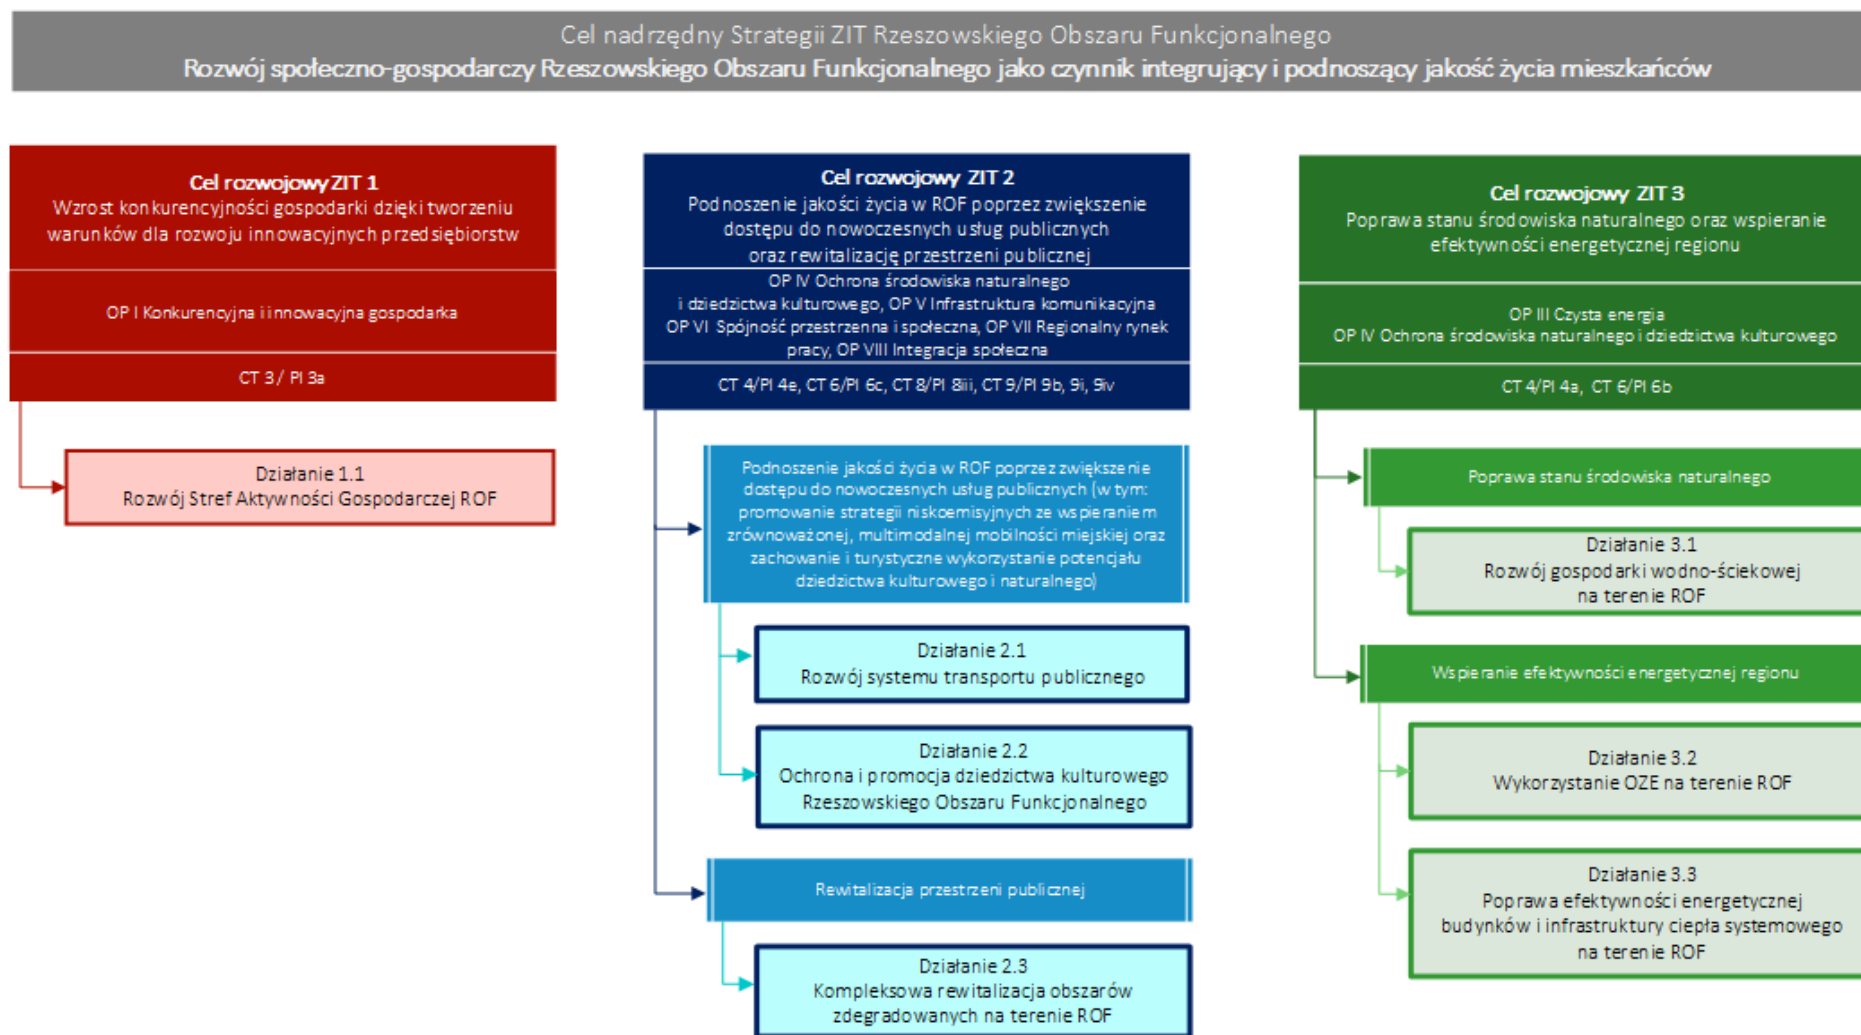 Cel nadrzędny Strategii ZIT Rzeszowskiego Obszaru Funkcjonalnego
Rozwój społeczno-gospodarczy Rzeszowskiego Obszaru Funkcjonalnego jako czynnik integrujący i podnoszący jakość życia mieszkańców
Cel rozwojowy ZIT 1
Wzrost konkurencyjności gospodarki dzięki tworzeniu
warunków dla rozwoju innowacyjnych przedsiębiorstw
OP I Konkurencyjna i innowacyjna gospodarka
CT 3 / PI 3a
Działanie 1.1
Rozwój Stref Aktywności Gospodarczej ROF
Cel rozwojowy ZIT 2
Podnoszenie jakości życia w ROF poprzez zwiększenie
dostępu do nowoczesnych usług publicznych
oraz rewitalizację przestrzeni publicznej
OP IV Ochrona środowiska naturalnego
i dziedzictwa kulturowego, OP V Infrastruktura komunikacyjna
OP VI Spójność przestrzenna i społeczna, OP VII Regionalny rynek
pracy, OP VIII Integracja społeczna
CT 4/PI 4e, CT 6/PI 6c, CT 8/PI 8iii, CT 9/PI 9b, 9i, 9iv
Podnoszenie jakości życia w ROF poprzez zwiększenie
dostępu do nowoczesnych usług publicznych (w tym:
promowanie strategii niskoemisyjnych ze wspieraniem
zrównoważonej, multimodalnej mobilności miejskiej oraz
zachowanie i turystyczne wykorzystanie potencjału
dziedzictwa kulturowego i naturalnego)
Działanie 2.1
Rozwój systemu transportu publicznego
Działanie 2.2
Ochrona i promocja dziedzictwa kulturowego
Rzeszowskiego Obszaru Funkcjonalnego
Rewitalizacja przestrzeni publicznej
Działanie 2.3
Kompleksowa rewitalizacja obszarów
zdegradowanych na terenie ROF
Cel rozwojowy ZIT 3
Poprawa stanu środowiska naturalnego oraz wspieranie
efektywności energetycznej regionu
OP III Czysta energia
OP IV Ochrona środowiska naturalnego i dziedzictwa kulturowego
CT 4/PI 4a, CT 6/PI 6b
Poprawa stanu środowiska naturalnego
Działanie 3.1
Rozwój gospodarki wodno-ściekowej
na terenie ROF
Wspieranie efektywności energetycznej regionu
Działanie 3.2
Wykorzystanie OZE na terenie ROF
Działanie 3.3
Poprawa efektywności energetycznej
budynków i infrastruktury ciepła systemowego
na terenie ROF